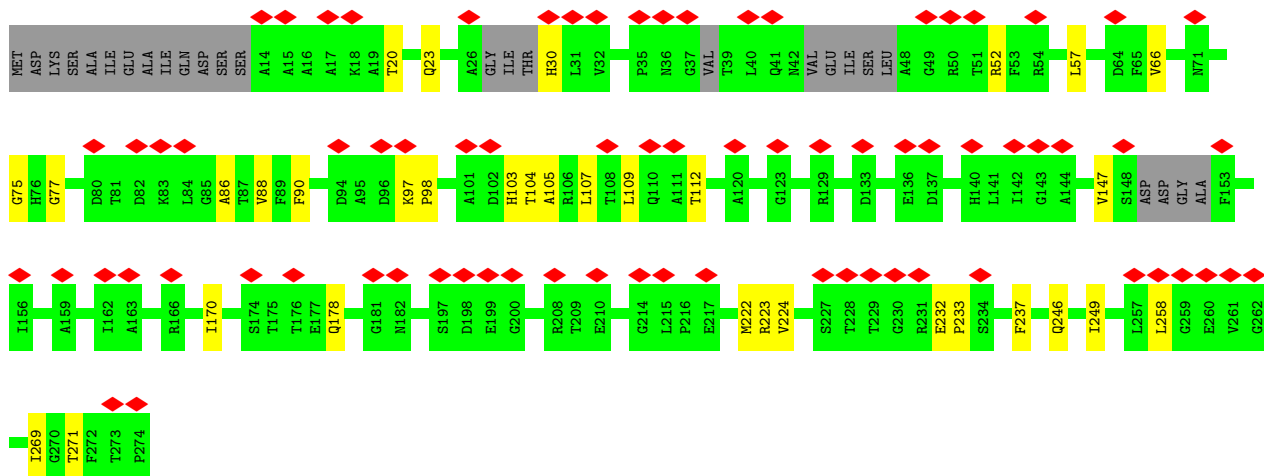 MET ASP LYS SER ALA ILE GLU ALA ILE GLN ASP SER SER A14 A15 A16 A17 K18 A19 T20 Q23 A26 GLY ILE THR H30 L31 V32 P35 N36 G37 VAL T39 L40 Q41 N42 VAL GLU ILE SER LEU A48 G49 R50 T51 R52 F53 R54 L57 D64 F65 V66 N71
G75 H76 G77 D80 T81 D82 K83 L84 G85 A86 T87 V88 F89 F90 D94 A95 D96 K97 P98 A101 D102 H103 T104 A105 R106 L107 T108 L109 Q110 A111 T112 A120 G123 R129 D133 E136 D137 H140 L141 I142 G143 A144 V147 S148 ASP ASP GLY ALA F153
I156 A159 I162 A163 R166 I170 S174 T175 T176 E177 Q178 G181 N182 S197 D198 E199 G200 R208 T209 E210 G214 L215 P216 E217 M222 R223 V224 S227 T228 T229 G230 R231 E232 P233 S234 F237 Q246 I249 L257 L258 G259 E260 V261 G262
I269 G270 T271 F272 T273 P274